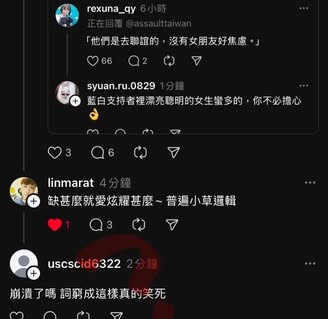 rexuna_qy 6小時
正在回覆 @assaulttaiwan
「他們是去聯誼的，沒有女朋友好焦慮。」
66 2
syuan.ru.0829 1分鐘
藍白支持者裡漂亮聰明的女生蠻多的，你不必擔心
👌
3 6
linmarat 4分鐘
缺甚麼就愛炫耀甚麼～普遍小草邏輯
1 3
uscscid6322 2分鐘
崩潰了嗎 詞窮成這樣真的笑死